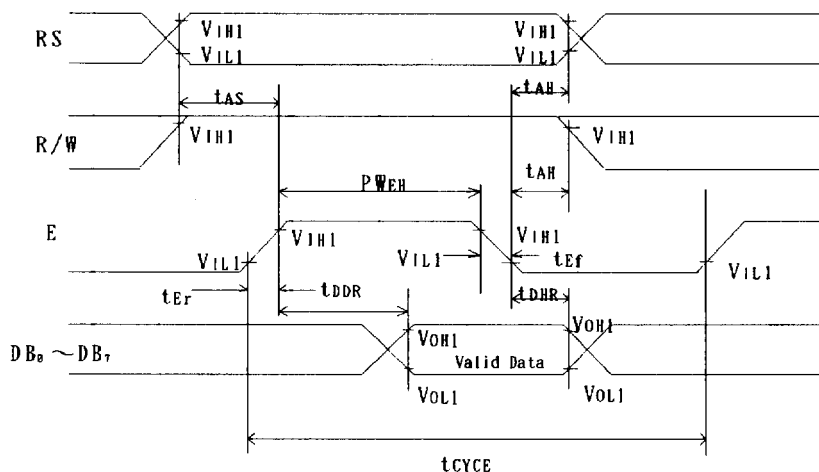 RS
VIH1
VIL1
VIH1
VIL1
tAS
tAH
R/W
VIH1
VIH1
PWEH
tAH
E
VIH1
VIH1
VIL1
VIL1
tEf
VIL1
tEr
tDDR
tDHR
DB₀ ~DB₇
VOH1
VOH1
Valid Data
VOL1
VOL1
tCYCE